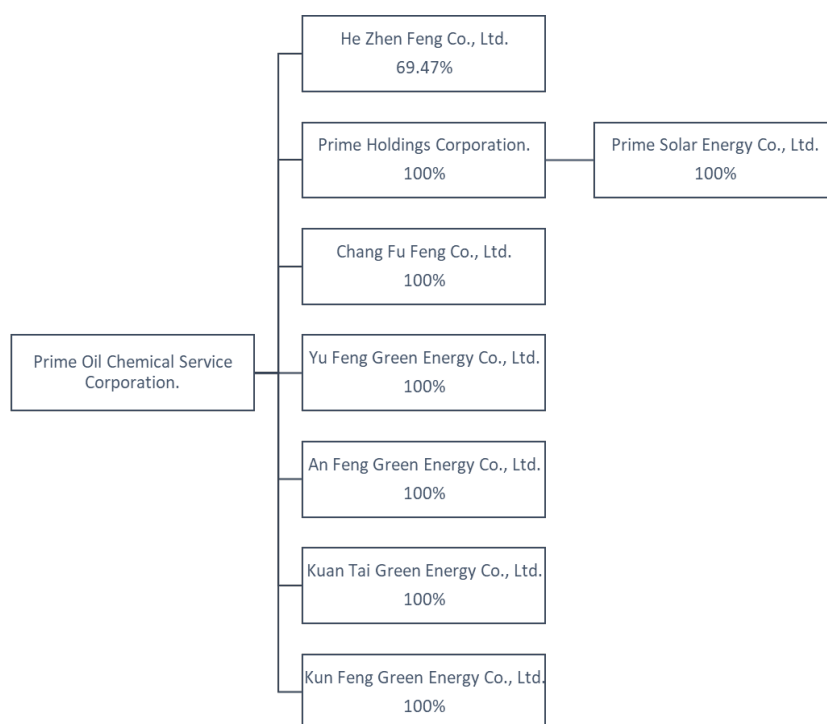 He Zhen Feng Co., Ltd.
69.47%
Prime Holdings Corporation.
100%
Prime Solar Energy Co., Ltd.
100%
Chang Fu Feng Co., Ltd.
100%
Prime Oil Chemical Service
Corporation.
Yu Feng Green Energy Co., Ltd.
100%
An Feng Green Energy Co., Ltd.
100%
Kuan Tai Green Energy Co., Ltd.
100%
Kun Feng Green Energy Co., Ltd.
100%